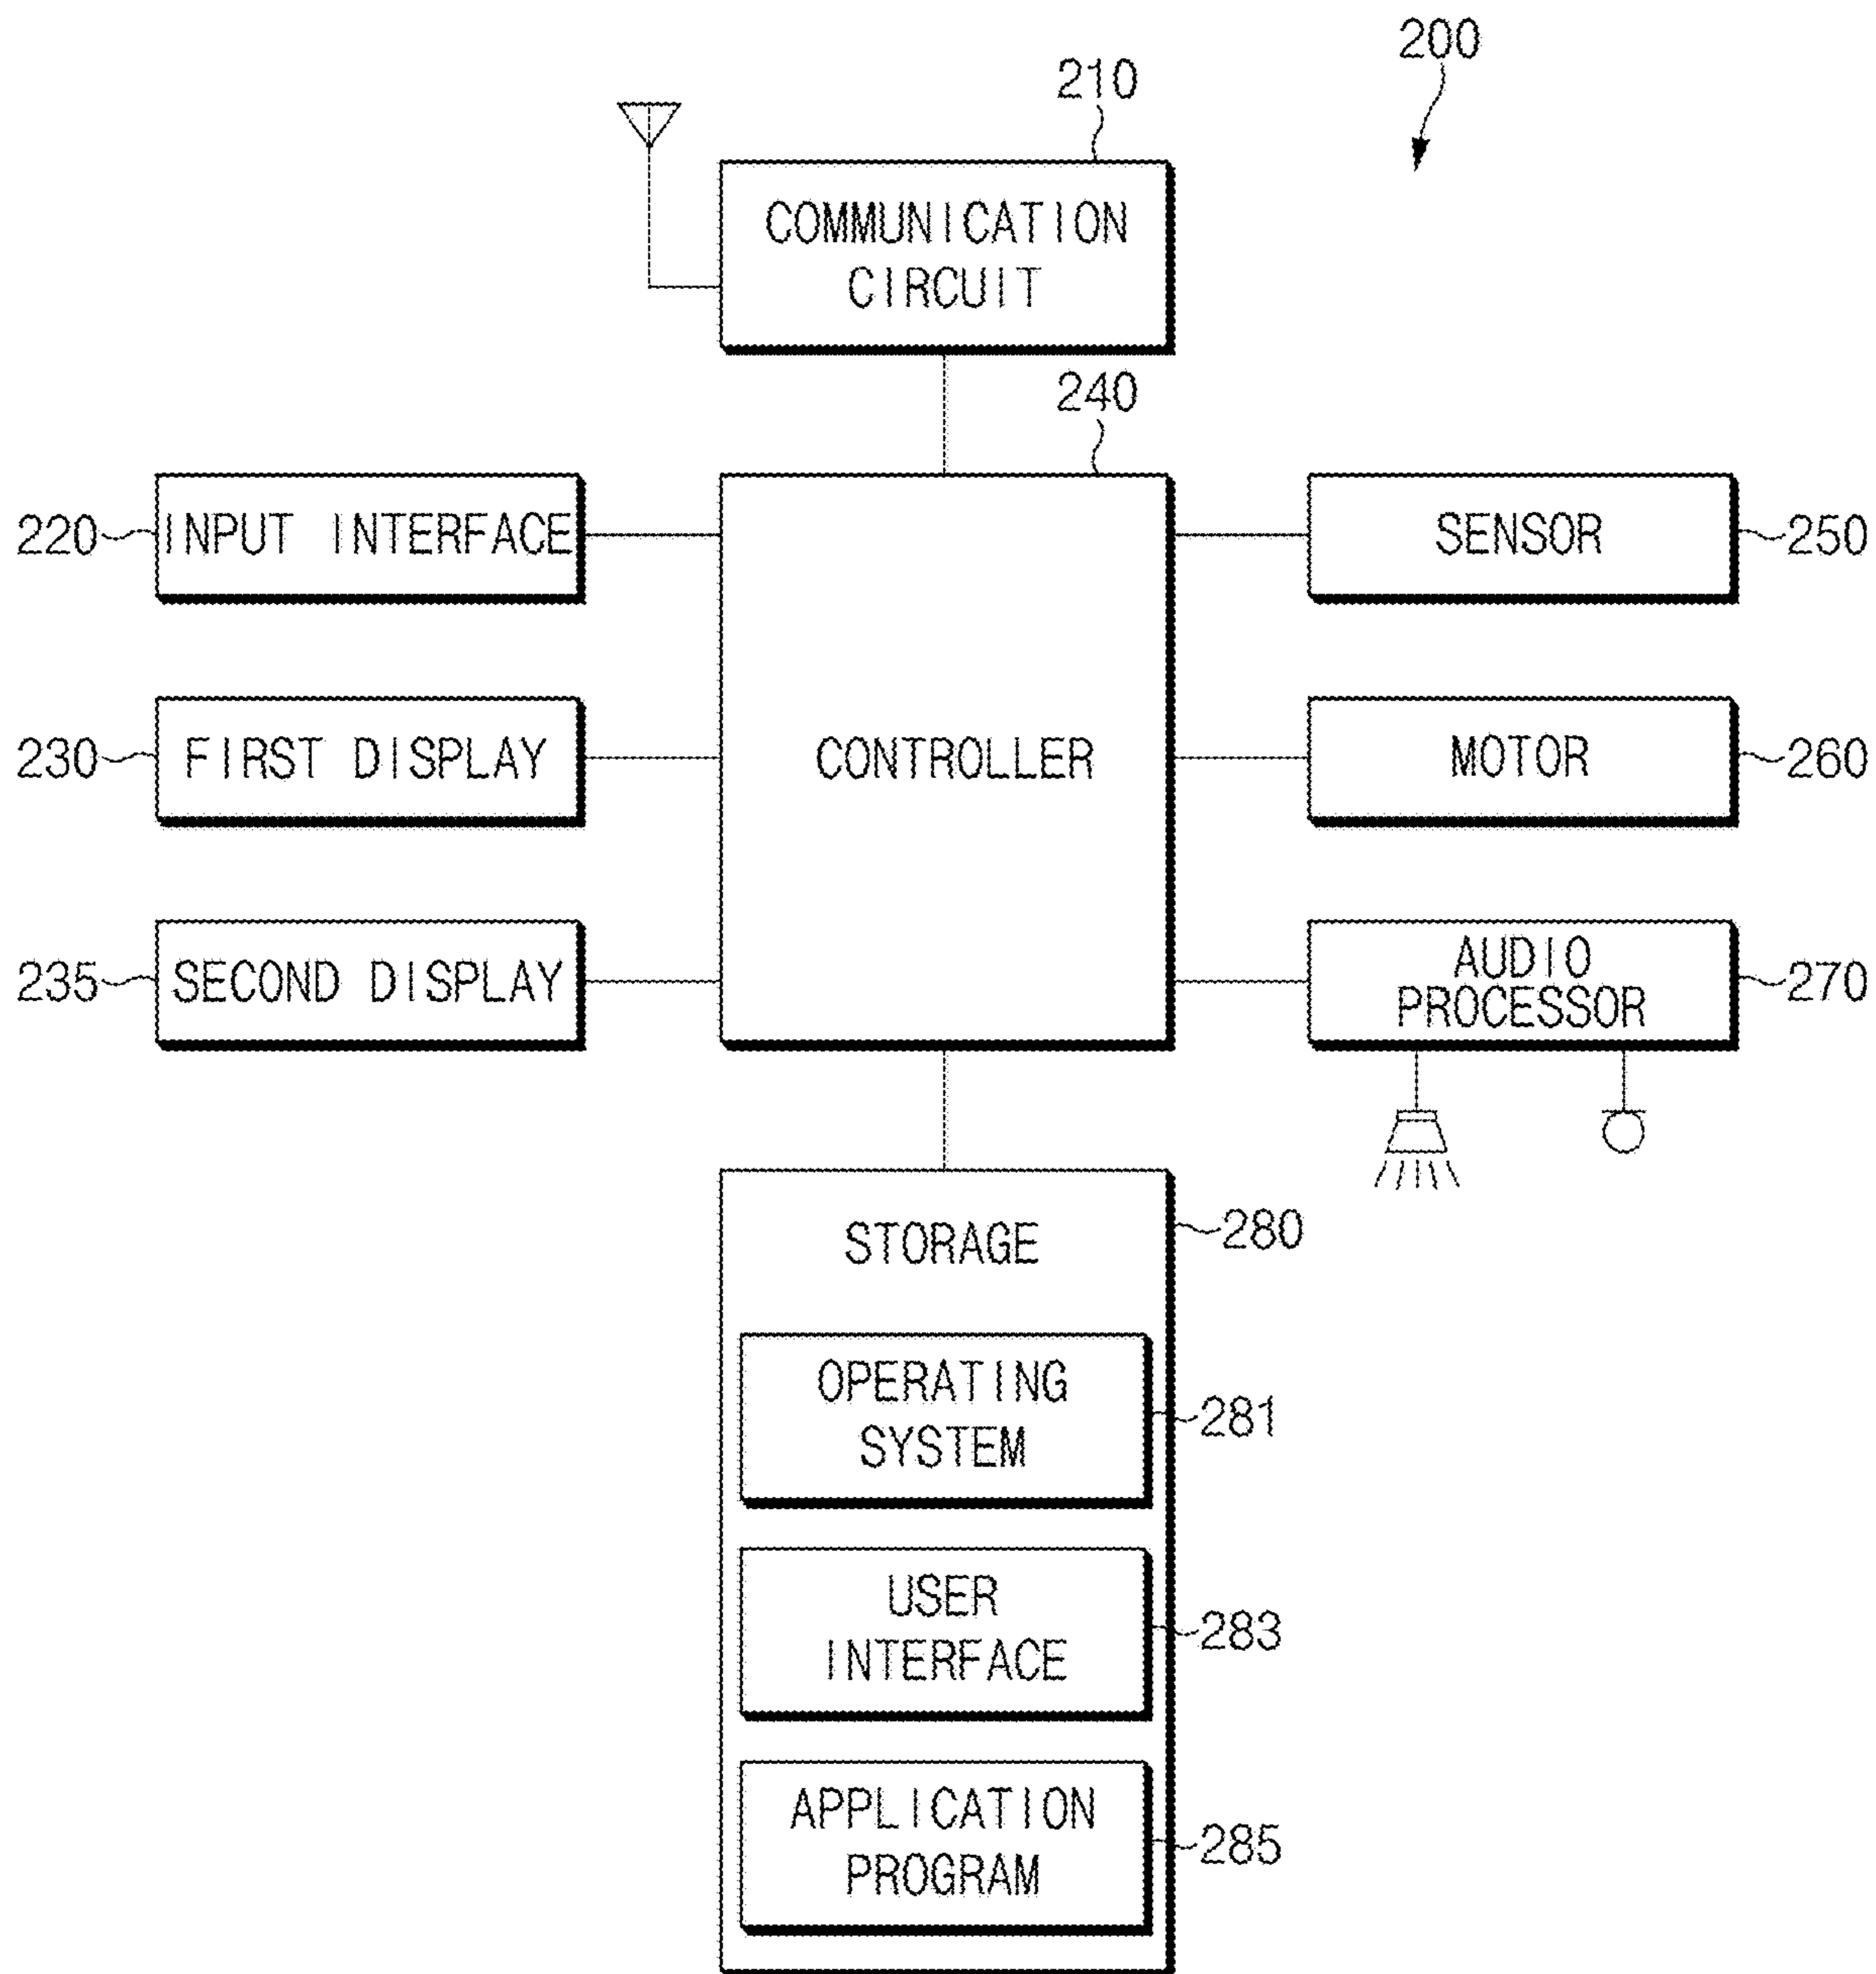 200
210
COMMUNICATION
CIRCUIT
240
220
INPUT INTERFACE
SENSOR
250
230
FIRST DISPLAY
CONTROLLER
MOTOR
260
235
SECOND DISPLAY
AUDIO
PROCESSOR
270
STORAGE
280
OPERATING
SYSTEM
281
USER
INTERFACE
283
APPLICATION
PROGRAM
285